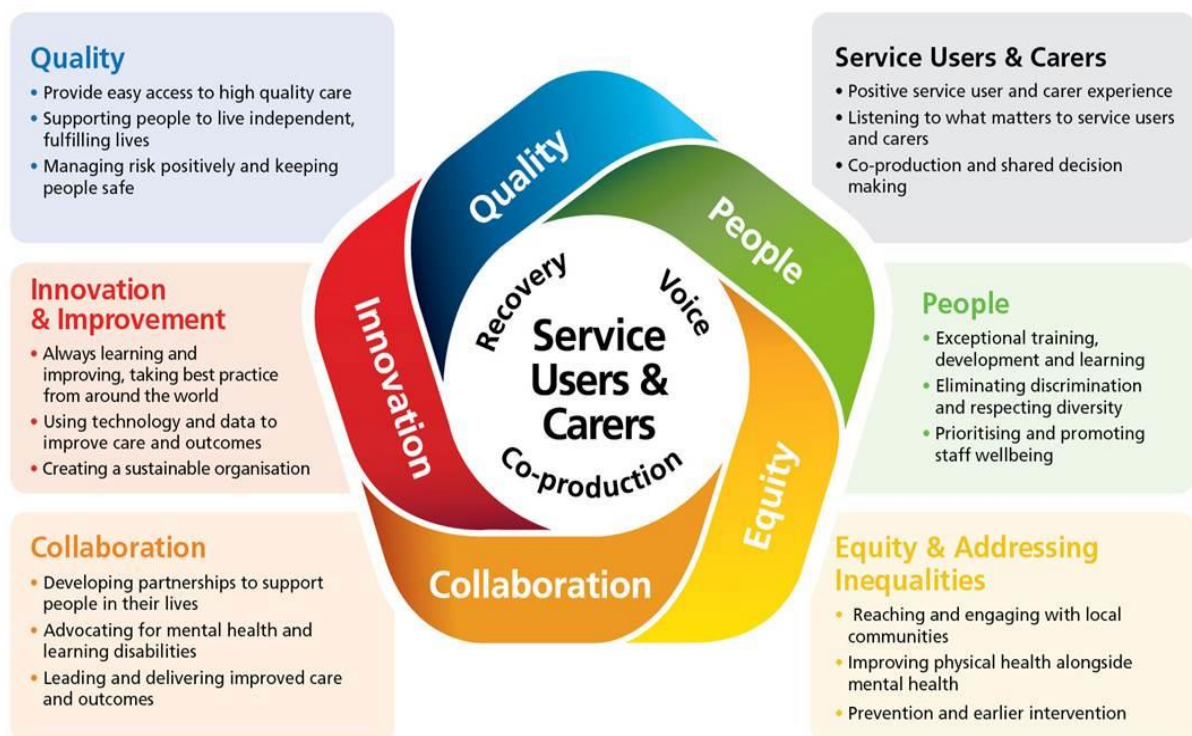 Quality
• Provide easy access to high quality care
• Supporting people to live independent,
fulfilling lives
• Managing risk positively and keeping
people safe
Service Users & Carers
• Positive service user and carer experience
• Listening to what matters to service users
and carers
• Co-production and shared decision
making
Innovation
& Improvement
• Always learning and
improving, taking best practice
from around the world
• Using technology and data to
improve care and outcomes
• Creating a sustainable organisation
People
• Exceptional training,
development and learning
• Eliminating discrimination
and respecting diversity
• Prioritising and promoting
staff wellbeing
Collaboration
• Developing partnerships to support
people in their lives
• Advocating for mental health and
learning disabilities
• Leading and delivering improved care
and outcomes
Equity & Addressing
Inequalities
• Reaching and engaging with local
communities
• Improving physical health alongside
mental health
• Prevention and earlier intervention
Quality
People
Equity
Collaboration
Innovation
Recovery
Voice
Service
Users &
Carers
Co-production